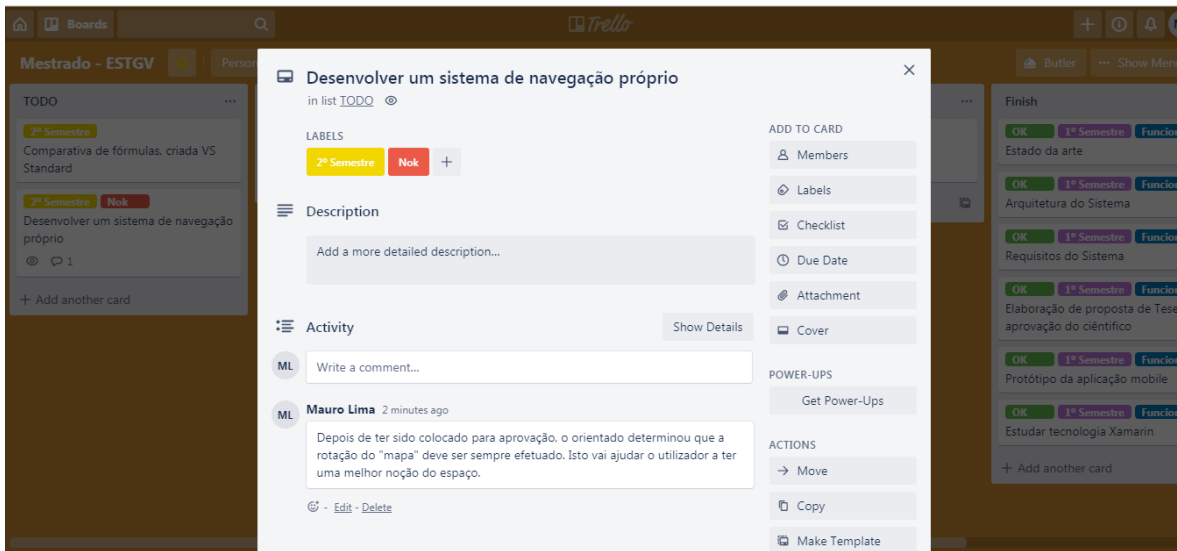 Boards
Trello
Mestrado - ESTGV
Butler
Show Menu
TODO
2º Semestre
Comparativa de fórmulas, criada VS
Standard
2º Semestre Nok
Desenvolver um sistema de navegação
próprio
1
+ Add another card
Desenvolver um sistema de navegação próprio
in list TODO
LABELS
2º Semestre Nok +
Description
Add a more detailed description...
Activity
Show Details
ML
Write a comment...
ML
Mauro Lima 2 minutes ago
Depois de ter sido colocado para aprovação, o orientado determinou que a
rotação do "mapa" deve ser sempre efetuado. Isto vai ajudar o utilizador a ter
uma melhor noção do espaço.
- Edit - Delete
ADD TO CARD
Members
Labels
Checklist
Due Date
Attachment
Cover
POWER-UPS
Get Power-Ups
ACTIONS
Move
Copy
Make Template
Finish
OK 1º Semestre Funcion
Estado da arte
OK 1º Semestre Funcion
Arquitetura do Sistema
OK 1º Semestre Funcion
Requisitos do Sistema
OK 1º Semestre Funcion
Elaboração de proposta de Tese
aprovação do ciêntifico
OK 1º Semestre Funcion
Protótipo da aplicação mobile
OK 1º Semestre Funcion
Estudar tecnologia Xamarin
+ Add another card